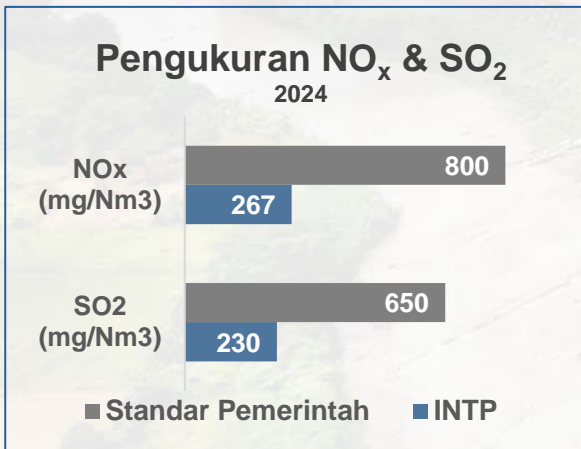 Pengukuran NOx & SO2
2024
NOx
(mg/Nm3)
800
267
SO2
(mg/Nm3)
650
230
Standar Pemerintah
INTP